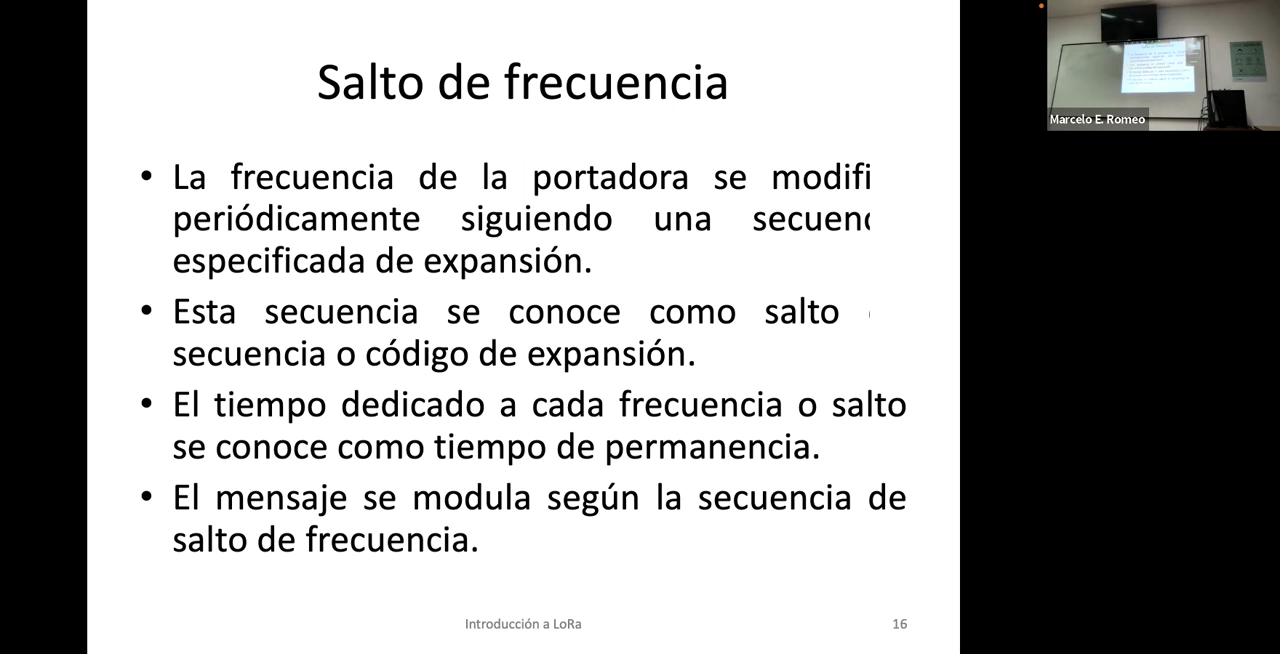 Salto de frecuencia
• La frecuencia de la portadora se modifi
periódicamente siguiendo una secuenc
especificada de expansión.
• Esta secuencia se conoce como salto
secuencia o código de expansión.
• El tiempo dedicado a cada frecuencia o salto
se conoce como tiempo de permanencia.
• El mensaje se modula según la secuencia de
salto de frecuencia.
Introducción a LoRa
16
Marcelo E. Romeo